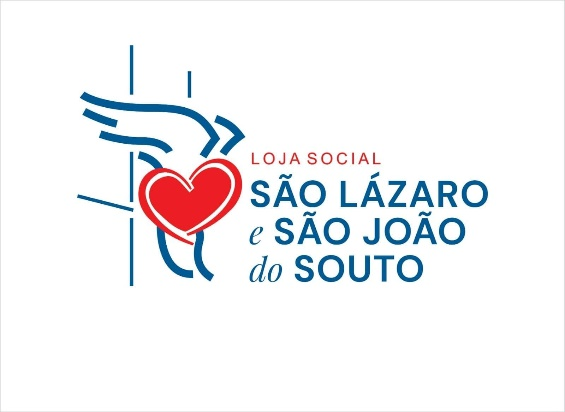 LOJA SOCIAL
SÃO LÁZARO
e SÃO JOÃO
do SOUTO